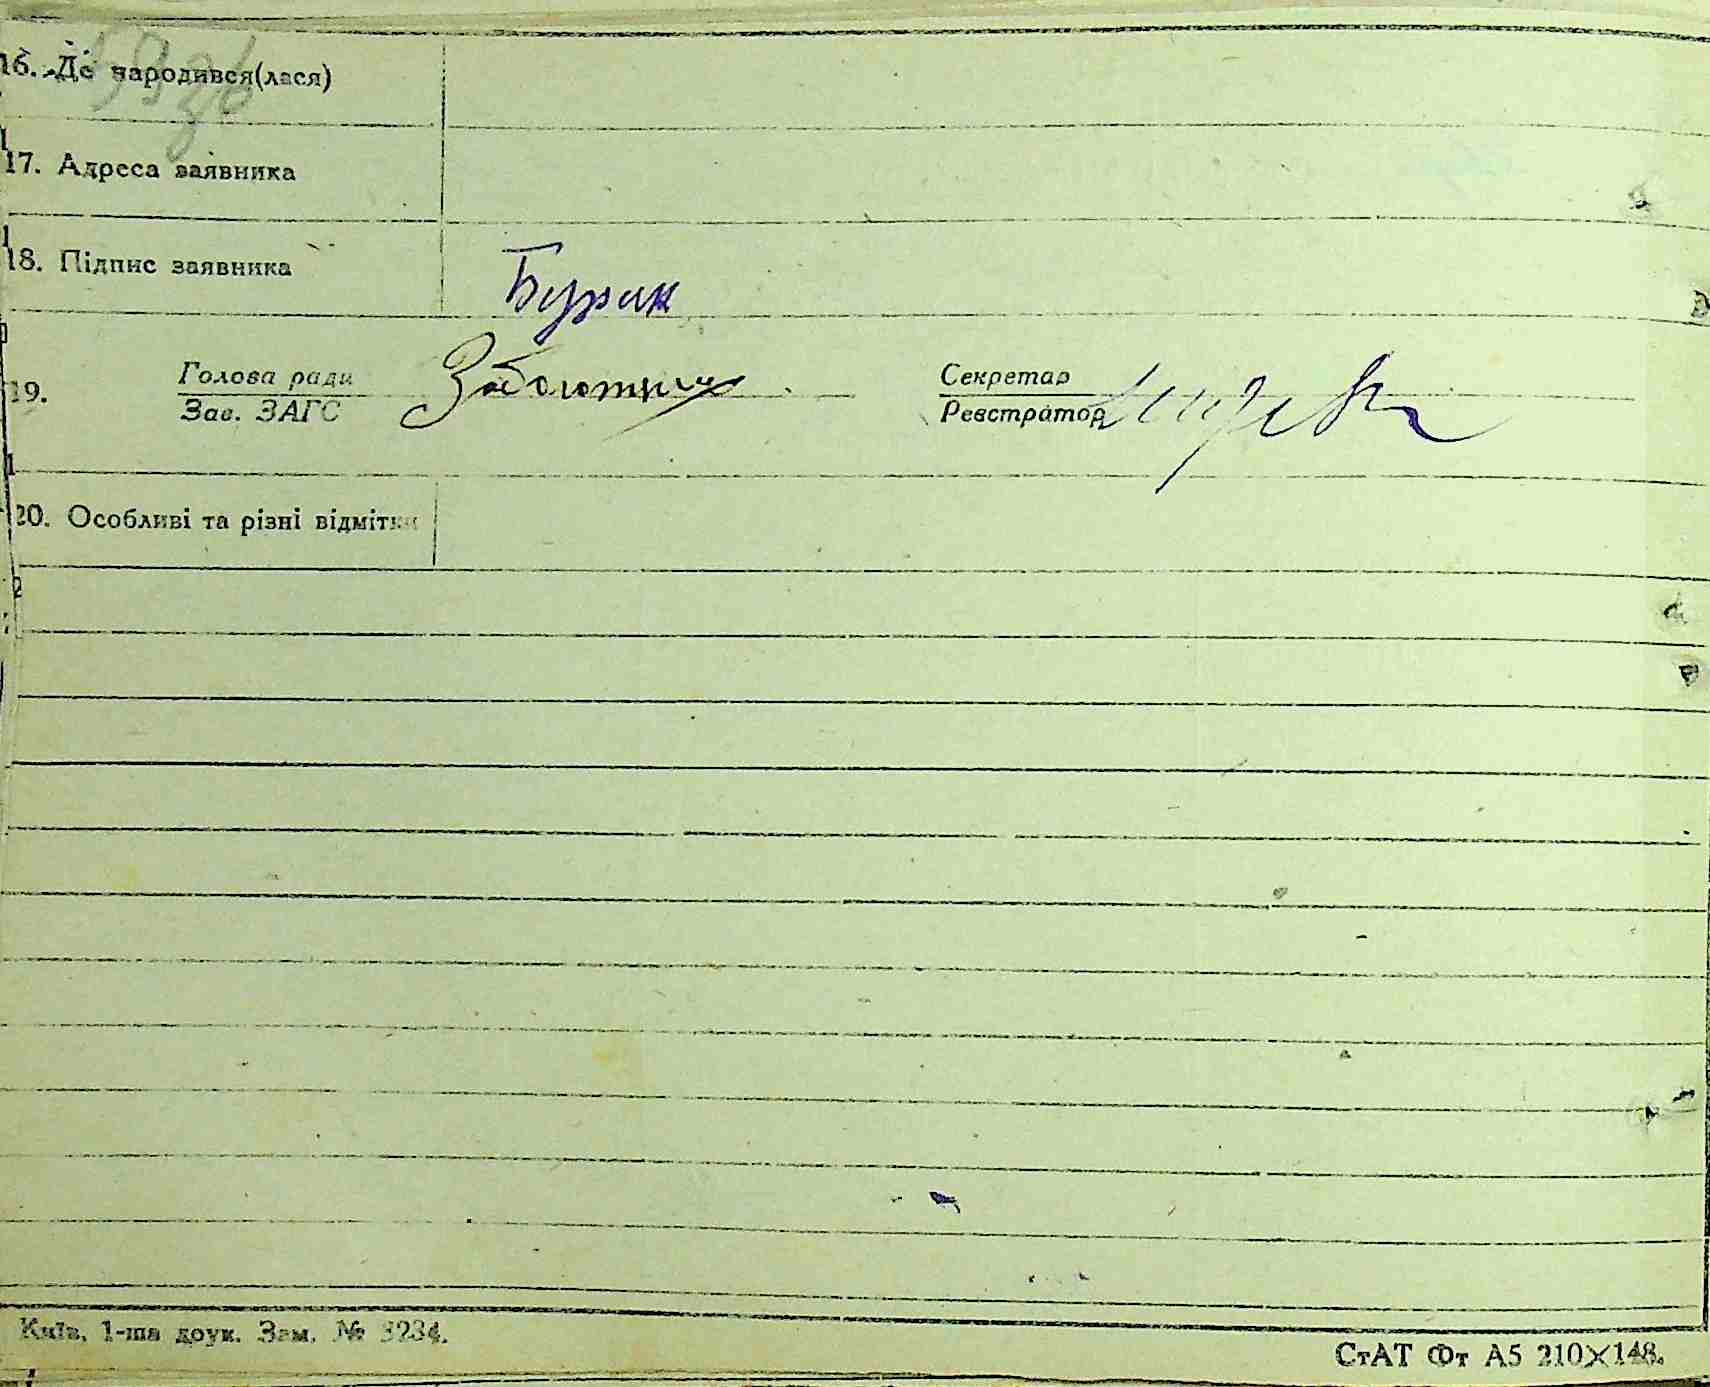 16. Де народився(лася)
17. Адреса заявника
18. Підпис заявника
Бурак
19. Голова ради
Зав. ЗАГС
Секретар
Реєстратор
20. Особливі та різні відмітки
Київ, 1-ша друк. Зам. № 3234.
СтАТ Фт А5 210×148.